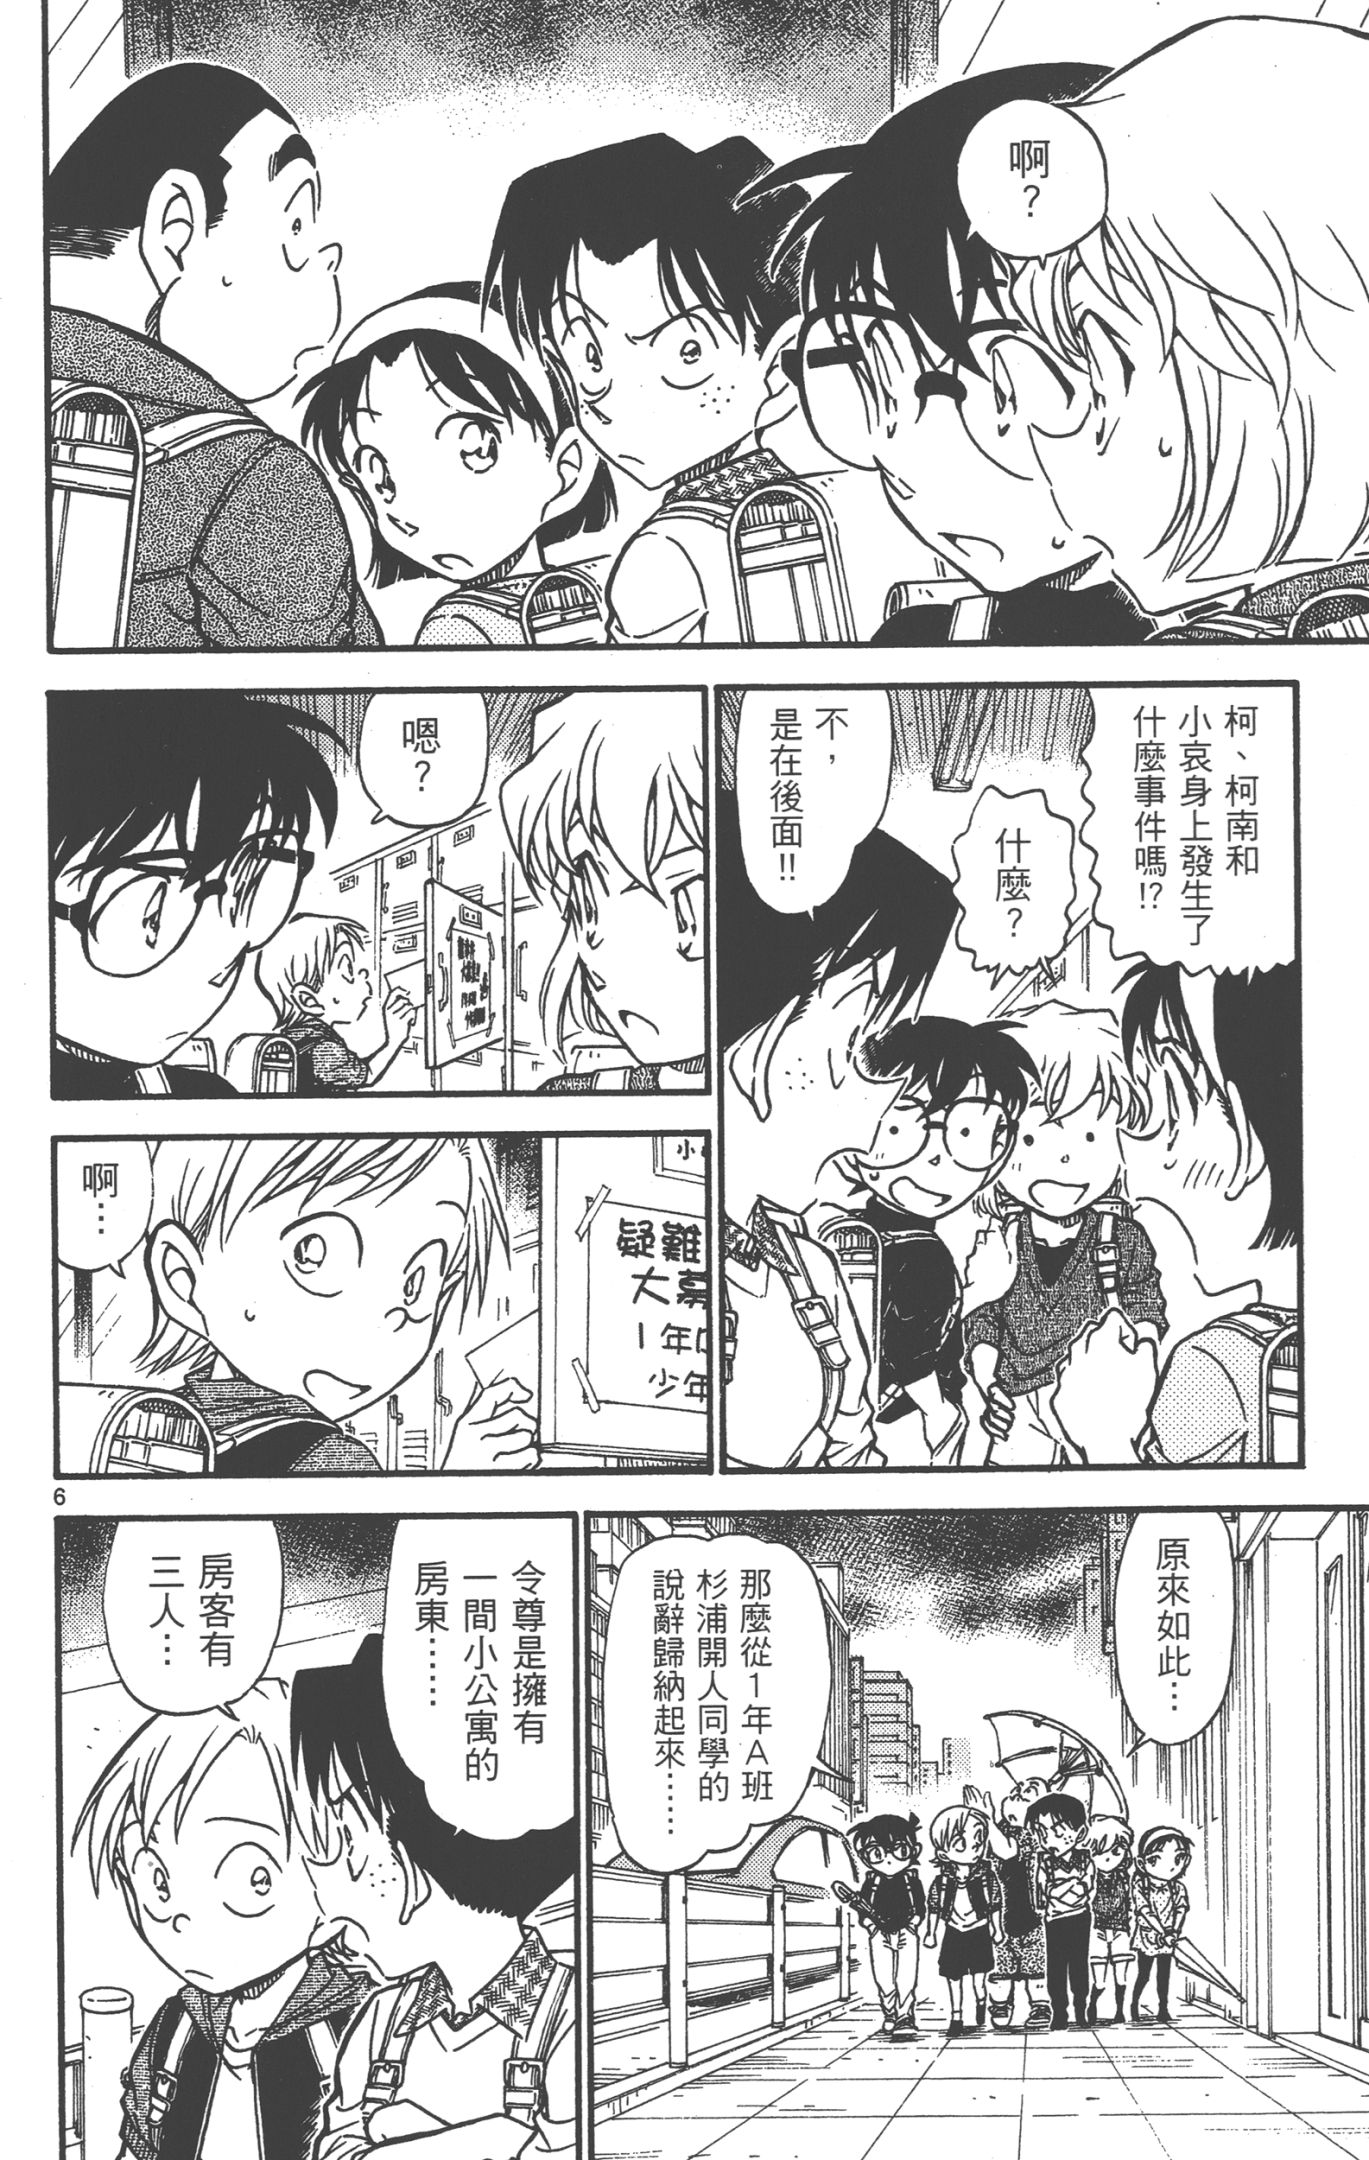 啊？
柯、柯南和
小哀身上發生了
什麼事件嗎!?
什麼？
不，
是在後面!!
嗯？
啊…
疑難
大募
1年
少年
6
原來如此…
那麼從1年A班
杉浦開人同學的
說辭歸納起來……
令尊是擁有
一間小公寓的
房東……
房客有
三人…